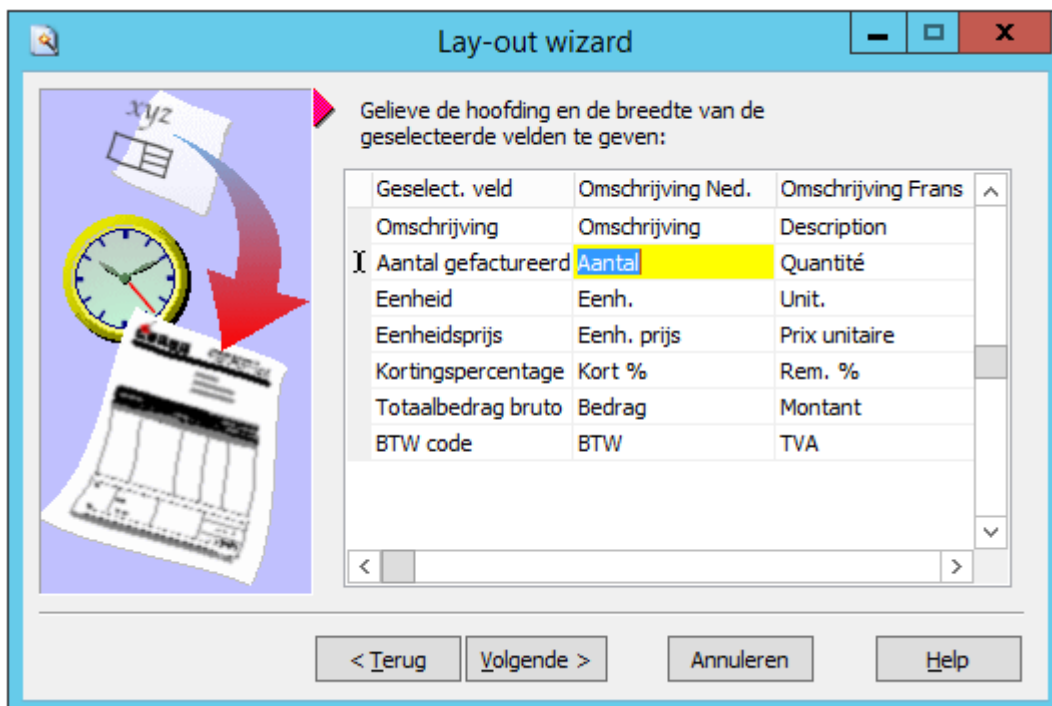 Lay-out wizard
xyz
Gelieve de hoofding en de breedte van de
geselecteerde velden te geven:
Geselect. veld Omschrijving Ned. Omschrijving Frans
Omschrijving Omschrijving Description
Aantal gefactureerd Aantal Quantité
Eenheid Eenh. Unit.
Eenheidsprijs Eenh. prijs Prix unitaire
Kortingspercentage Kort % Rem. %
Totaalbedrag bruto Bedrag Montant
BTW code BTW TVA
< Terug Volgende > Annuleren Help